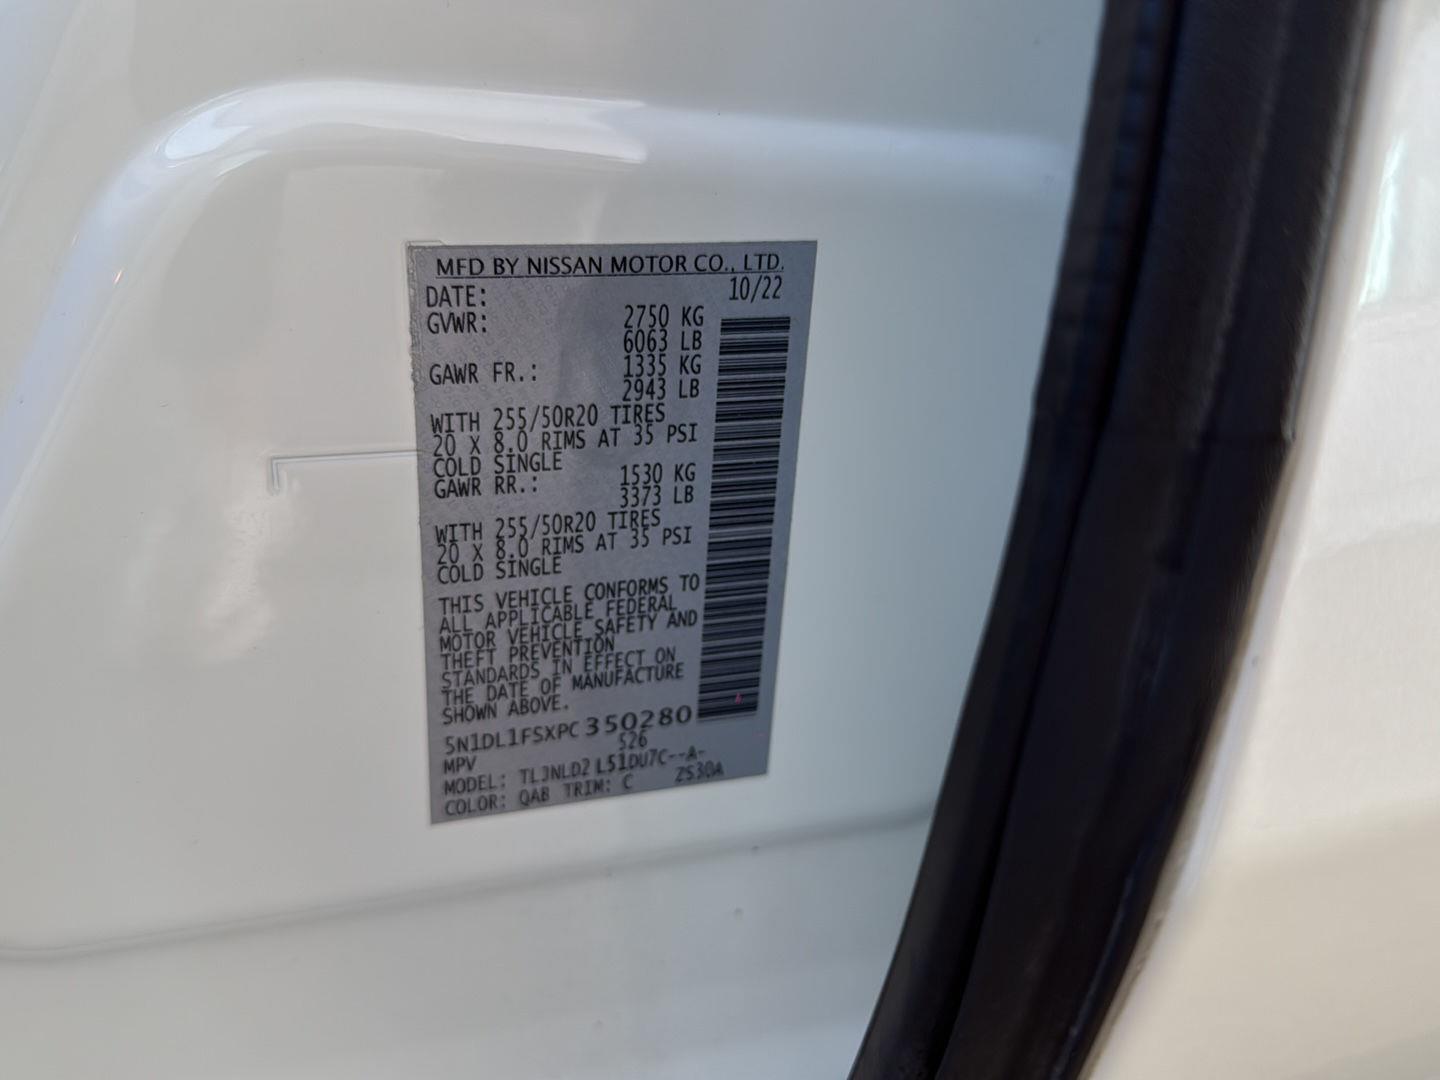 MFD BY NISSAN MOTOR CO., LTD.
DATE: 10/22
GVWR: 2750 KG
6063 LB
GAWR FR.: 1335 KG
2943 LB
WITH 255/50R20 TIRES
20 X 8.0 RIMS AT 35 PSI
COLD SINGLE
GAWR RR.: 1530 KG
3373 LB
WITH 255/50R20 TIRES
20 X 8.0 RIMS AT 35 PSI
COLD SINGLE
THIS VEHICLE CONFORMS TO
ALL APPLICABLE FEDERAL
MOTOR VEHICLE SAFETY AND
THEFT PREVENTION
STANDARDS IN EFFECT ON
THE DATE OF MANUFACTURE
SHOWN ABOVE.
5N1DL1FSXPC350280
MPV S26
MODEL: TLJNLD2 L51DU7C--A-
COLOR: QAB TRIM: C ZS30A